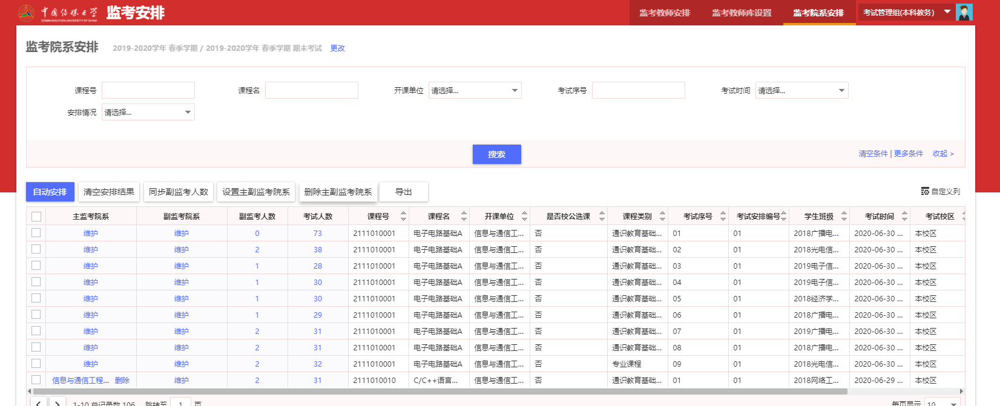 中国传媒大学 监考安排 监考教师安排 监考教师库设置 监考院系安排 考试管理组(本科教务)
COMMUNICATION UNIVERSITY OF CHINA
监考院系安排 2019-2020学年 春季学期 / 2019-2020学年 春季学期 期末考试 更改
课程号 课程名 开课单位 请选择... 考试序号 考试时间 请选择...
安排情况 请选择...
搜索 清空条件 | 更多条件 收起 >
自动安排 清空安排结果 同步副监考人数 设置主副监考院系 删除主副监考院系 导出 自定义列
主监考院系 副监考院系 副监考人数 考试人数 课程号 课程名 开课单位 是否校公选课 课程类别 考试序号 考试安排编号 学生班级 考试时间 考试校区
维护 维护 0 73 2111010001 电子电路基础A 信息与通信工... 否 通识教育基础... 01 01 2018广播电... 2020-06-30 ... 本校区
维护 维护 2 38 2111010001 电子电路基础A 信息与通信工... 否 通识教育基础... 02 01 2018光电信... 2020-06-30 ... 本校区
维护 维护 1 28 2111010001 电子电路基础A 信息与通信工... 否 通识教育基础... 03 01 2019电子信... 2020-06-30 ... 本校区
维护 维护 1 30 2111010001 电子电路基础A 信息与通信工... 否 通识教育基础... 04 01 2019电子信... 2020-06-30 ... 本校区
维护 维护 1 30 2111010001 电子电路基础A 信息与通信工... 否 通识教育基础... 05 01 2018经济学... 2020-06-30 ... 本校区
维护 维护 1 29 2111010001 电子电路基础A 信息与通信工... 否 通识教育基础... 06 01 2018广播电... 2020-06-30 ... 本校区
维护 维护 2 31 2111010001 电子电路基础A 信息与通信工... 否 通识教育基础... 07 01 2019广播电... 2020-06-30 ... 本校区
维护 维护 2 31 2111010001 电子电路基础A 信息与通信工... 否 通识教育基础... 08 01 2018广播电... 2020-06-30 ... 本校区
维护 维护 2 32 2111010001 电子电路基础A 信息与通信工... 否 专业课程 09 01 2018光电信... 2020-06-30 ... 本校区
信息与通信工程... 删除 维护 2 31 2111010010 C/C++语言... 信息与通信工... 否 通识教育基础... 01 01 2018网络工... 2020-06-29 ... 本校区
1-10 总记录数 106 跳转至 1 页 每页显示 10